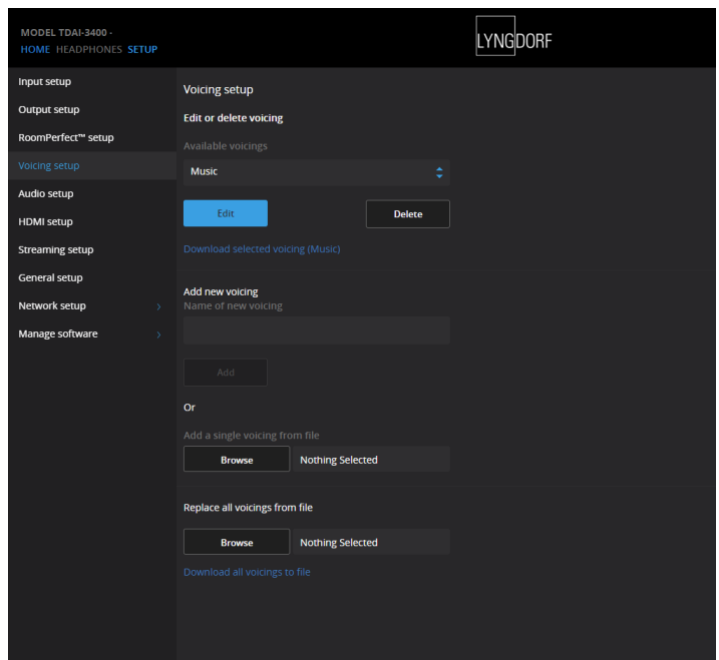 MODEL TDAI-3400 -
HOME HEADPHONES SETUP
LYNGDORF
Input setup
Output setup
RoomPerfect™ setup
Voicing setup
Audio setup
HDMI setup
Streaming setup
General setup
Network setup
Manage software
Voicing setup
Edit or delete voicing
Available voicings
Music
Edit Delete
Download selected voicing (Music)
Add new voicing
Name of new voicing
Add
Or
Add a single voicing from file
Browse Nothing Selected
Replace all voicings from file
Browse Nothing Selected
Download all voicings to file